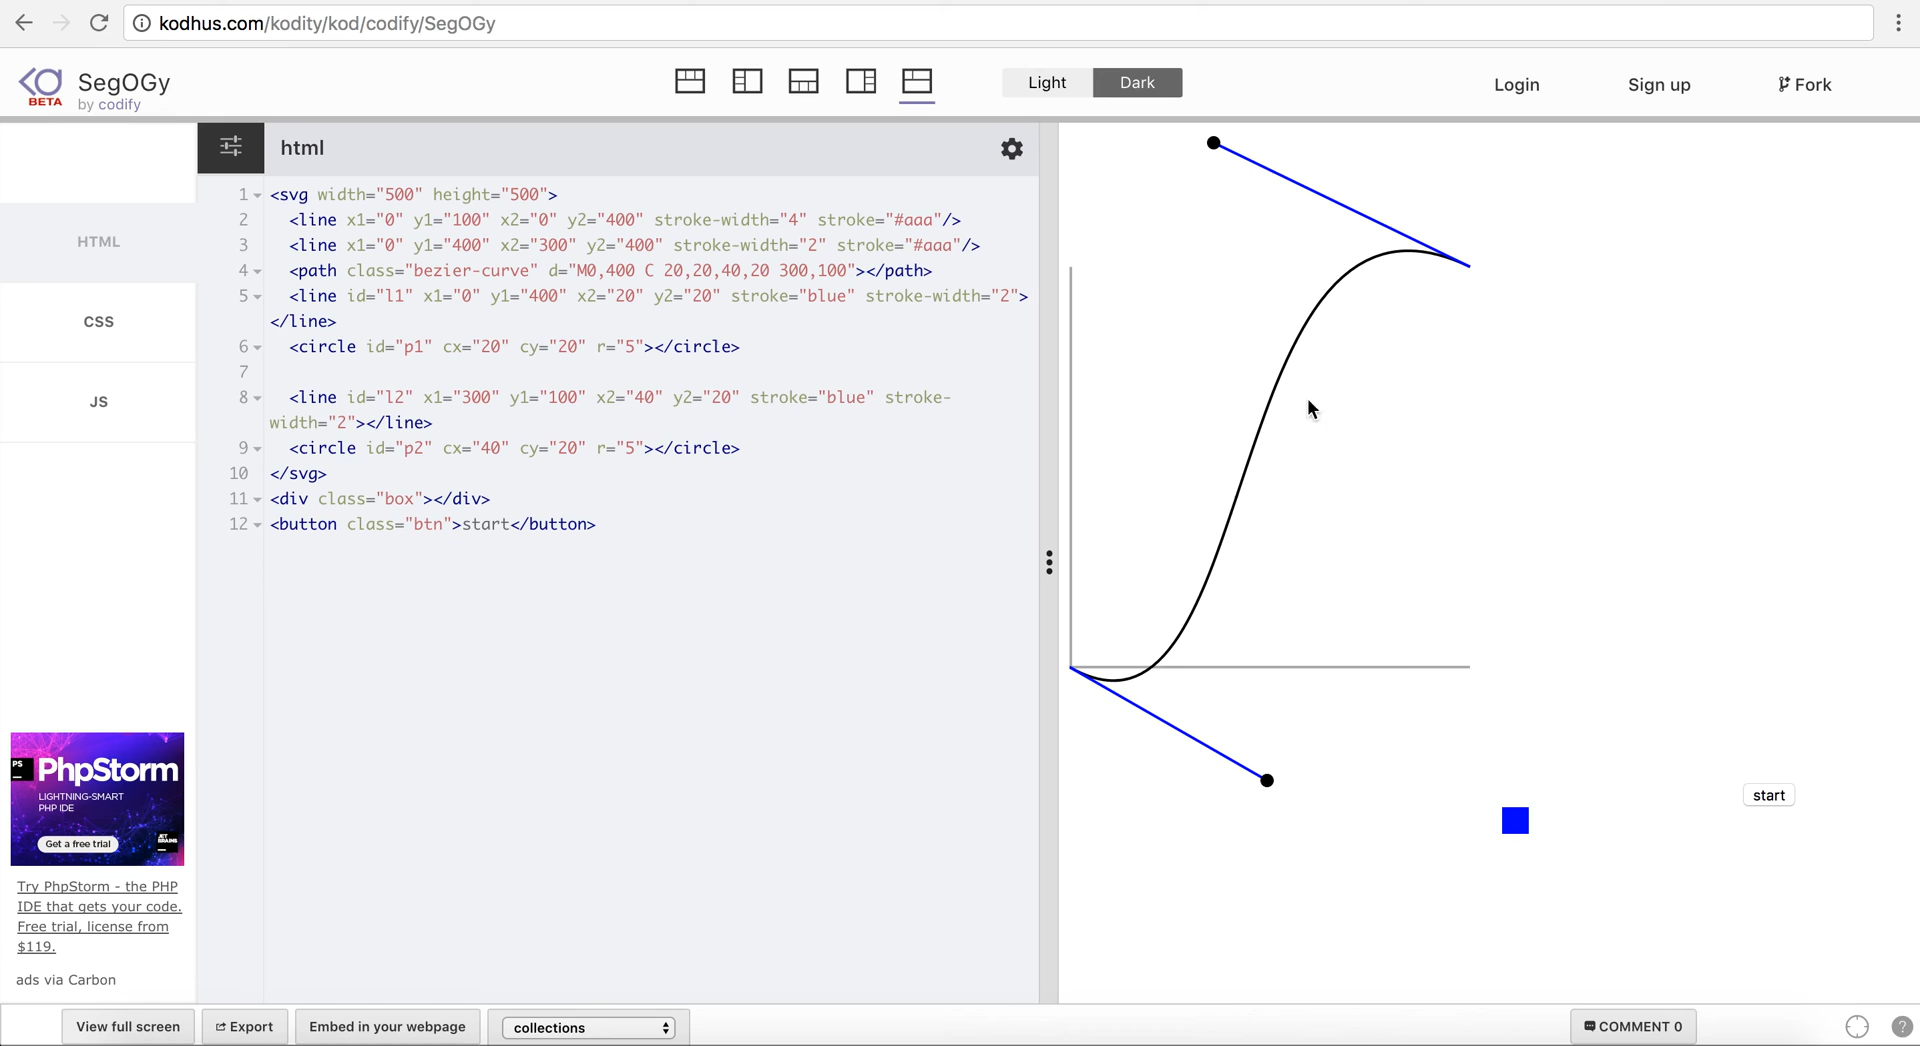 kodhus.com/kodity/kod/codify/SegOGy
BETA
SegOGy
by codify
Light
Dark
Login
Sign up
Fork
html
HTML
CSS
JS
1 <svg width="500" height="500">
2 <line x1="0" y1="100" x2="0" y2="400" stroke-width="4" stroke="#aaa"/>
3 <line x1="0" y1="400" x2="300" y2="400" stroke-width="2" stroke="#aaa"/>
4 <path class="bezier-curve" d="M0,400 C 20,20,40,20 300,100"></path>
5 <line id="l1" x1="0" y1="400" x2="20" y2="20" stroke="blue" stroke-width="2">
</line>
6 <circle id="p1" cx="20" cy="20" r="5"></circle>
7
8 <line id="l2" x1="300" y1="100" x2="40" y2="20" stroke="blue" stroke-
width="2"></line>
9 <circle id="p2" cx="40" cy="20" r="5"></circle>
10 </svg>
11 <div class="box"></div>
12 <button class="btn">start</button>
start
PS
PhpStorm
LIGHTNING-SMART
PHP IDE
Get a free trial
JET
BRAINS
Try PhpStorm - the PHP
IDE that gets your code.
Free trial, license from
$119.
ads via Carbon
View full screen
Export
Embed in your webpage
collections
COMMENT 0
?